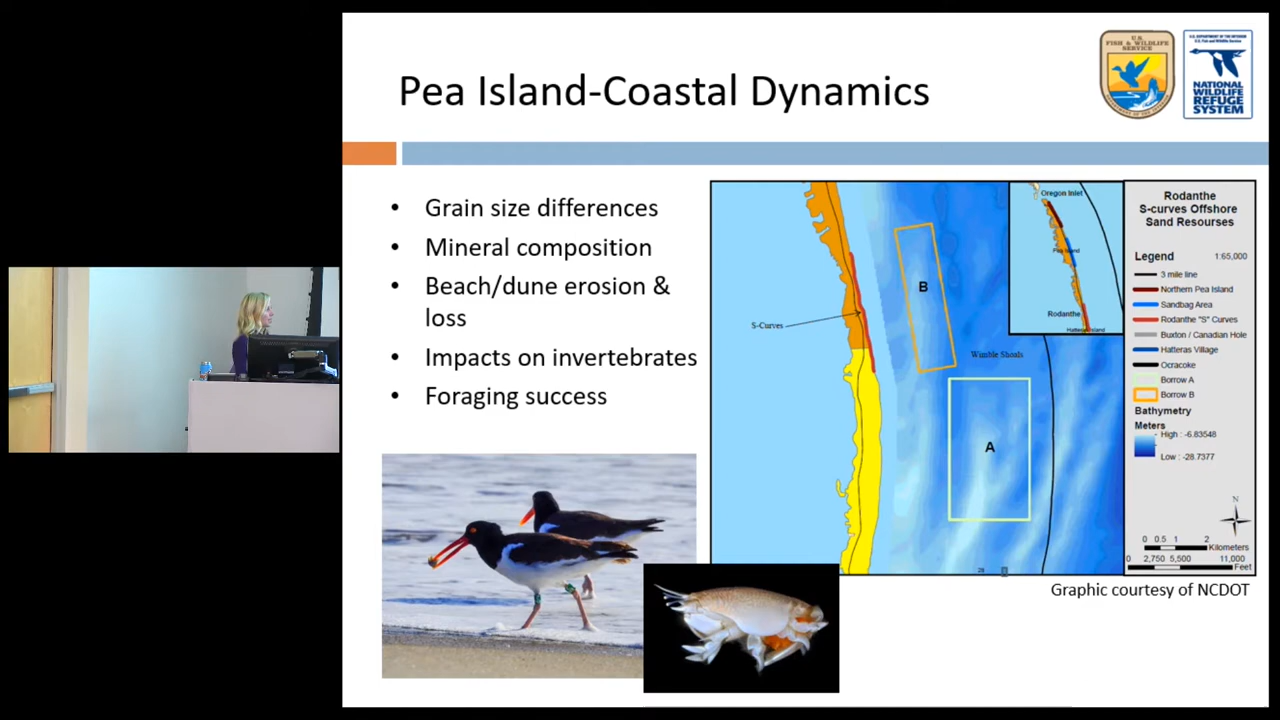 Pea Island-Coastal Dynamics
U.S.
FISH & WILDLIFE
SERVICE
U.S. DEPARTMENT OF THE INTERIOR
U.S. Fish and Wildlife Service
NATIONAL
WILDLIFE
REFUGE
SYSTEM
• Grain size differences
• Mineral composition
• Beach/dune erosion &
loss
• Impacts on invertebrates
• Foraging success
B
S-Curves
Wimble Shoals
A
28
Oregon Inlet
Pea Island
Rodanthe
Hatteras Island
Rodanthe
S-curves Offshore
Sand Resourses
Legend
1:65,000
3 mile line
Northern Pea Island
Sandbag Area
Rodanthe "S" Curves
Buxton / Canadian Hole
Hatteras Village
Ocracoke
Borrow A
Borrow B
Bathymetry
Meters
High : -6.83548
Low : -28.7377
N
0 0.5 1 2
Kilometers
0 2,750 5,500 11,000
Feet
Graphic courtesy of NCDOT